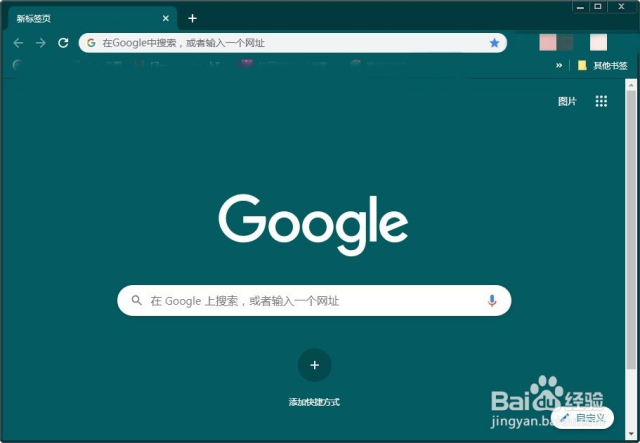 新标签页
在Google中搜索，或者输入一个网址
其他书签
图片
Google
在 Google 上搜索，或者输入一个网址
添加快捷方式
Baidu经验
jingyan.baidu.com
自定义